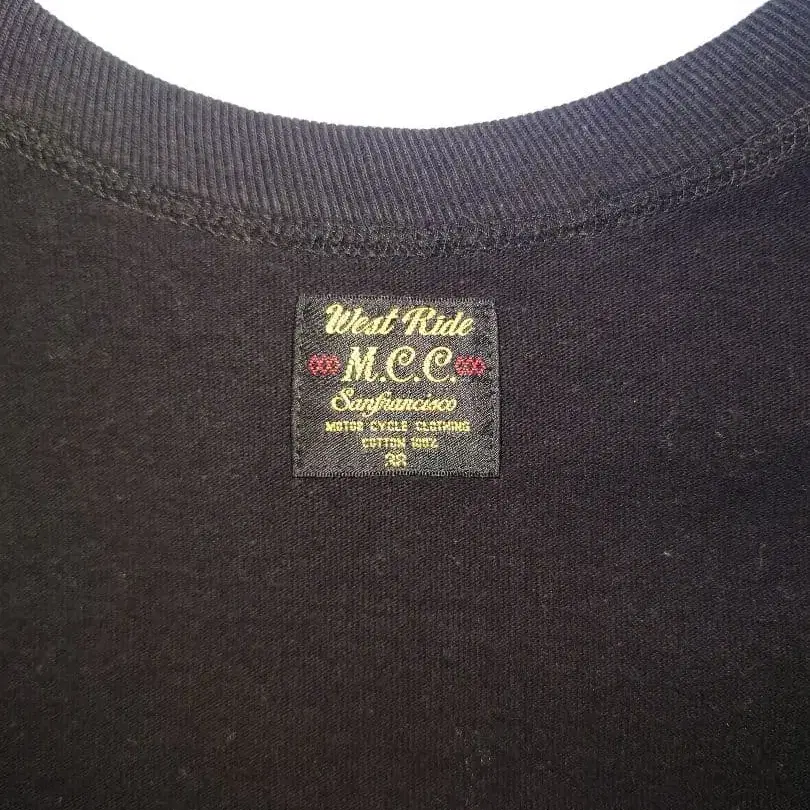 West Ride
M.C.C.
Sanfrancisco
MOTOR CYCLE CLOTHING
COTTON 100%
38